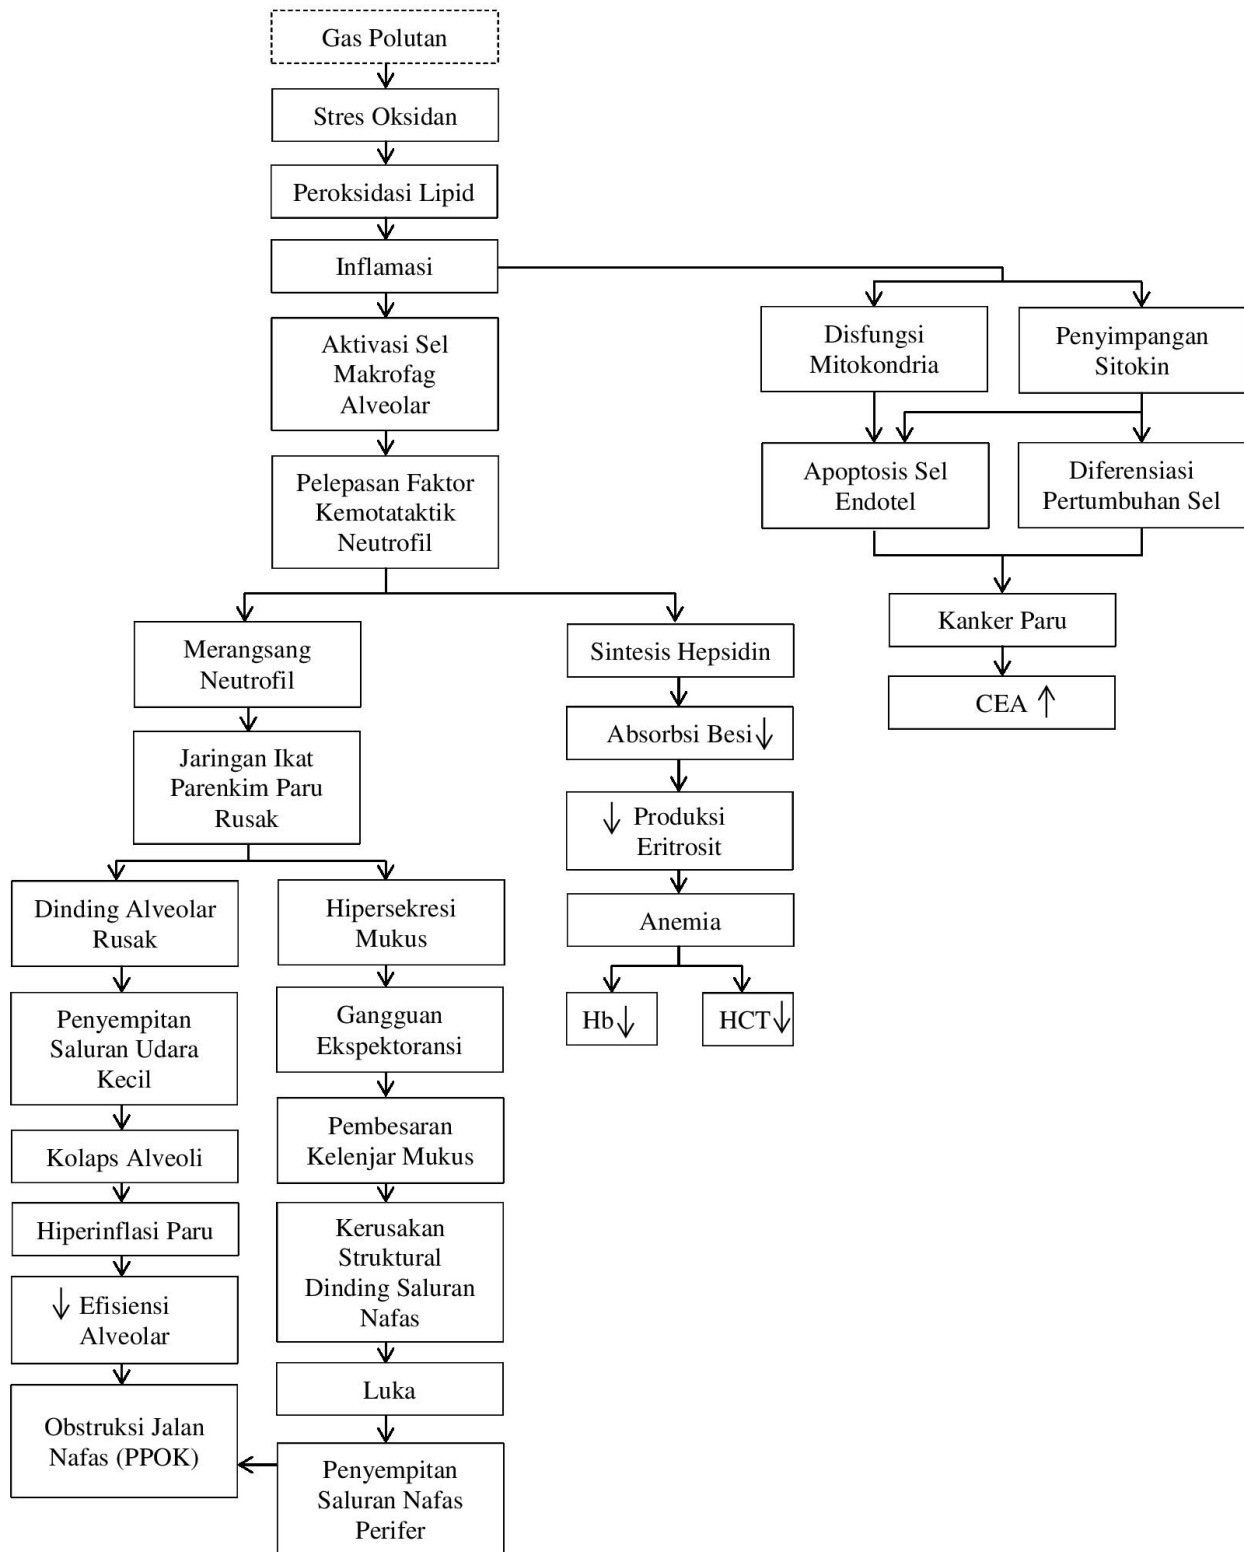 Gas Polutan
Stres Oksidan
Peroksidasi Lipid
Inflamasi
Aktivasi Sel
Makrofag
Alveolar
Pelepasan Faktor
Kemotataktik
Neutrofil
Disfungsi
Mitokondria
Penyimpangan
Sitokin
Apoptosis Sel
Endotel
Diferensiasi
Pertumbuhan Sel
Kanker Paru
CEA ↑
Merangsang
Neutrofil
Jaringan Ikat
Parenkim Paru
Rusak
Sintesis Hepsidin
Absorbsi Besi ↓
↓ Produksi
Eritrosit
Anemia
Hb ↓
HCT ↓
Dinding Alveolar
Rusak
Penyempitan
Saluran Udara
Kecil
Kolaps Alveoli
Hiperinflasi Paru
↓ Efisiensi
Alveolar
Obstruksi Jalan
Nafas (PPOK)
Hipersekresi
Mukus
Gangguan
Ekspektoransi
Pembesaran
Kelenjar Mukus
Kerusakan
Struktural
Dinding Saluran
Nafas
Luka
Penyempitan
Saluran Nafas
Perifer